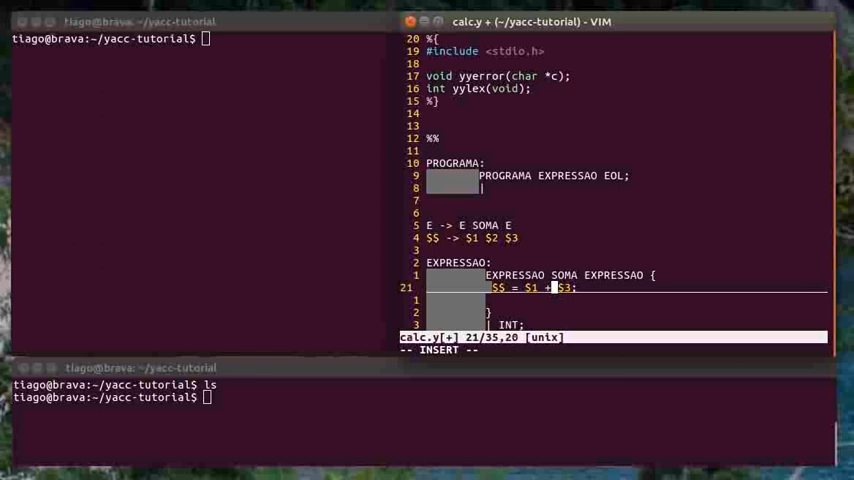 tiago@brava: ~/yacc-tutorial
tiago@brava:~/yacc-tutorial$
calc.y + (~/yacc-tutorial) - VIM
20 %{
19 #include <stdio.h>
18
17 void yyerror(char *c);
16 int yylex(void);
15 %}
14
13
12 %%
11
10 PROGRAMA:
9 PROGRAMA EXPRESSAO EOL;
8 |
7
6
5 E -> E SOMA E
4 $$ -> $1 $2 $3
3
2 EXPRESSAO:
1 EXPRESSAO SOMA EXPRESSAO {
21 $$ = $1 + $3;
1
2 }
3 | INT;
calc.y[+] 21/35,20 [unix]
-- INSERT --
tiago@brava: ~/yacc-tutorial
tiago@brava:~/yacc-tutorial$ ls
tiago@brava:~/yacc-tutorial$